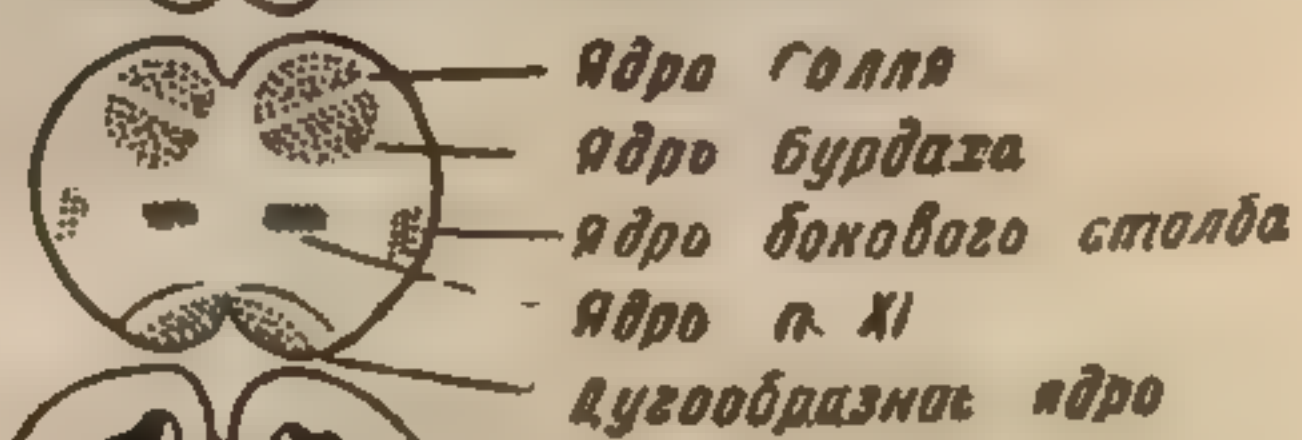 Ядро Голля
Ядро Бурдаха
Ядро бокового столба
Ядро п. XI
Дугообразное ядро